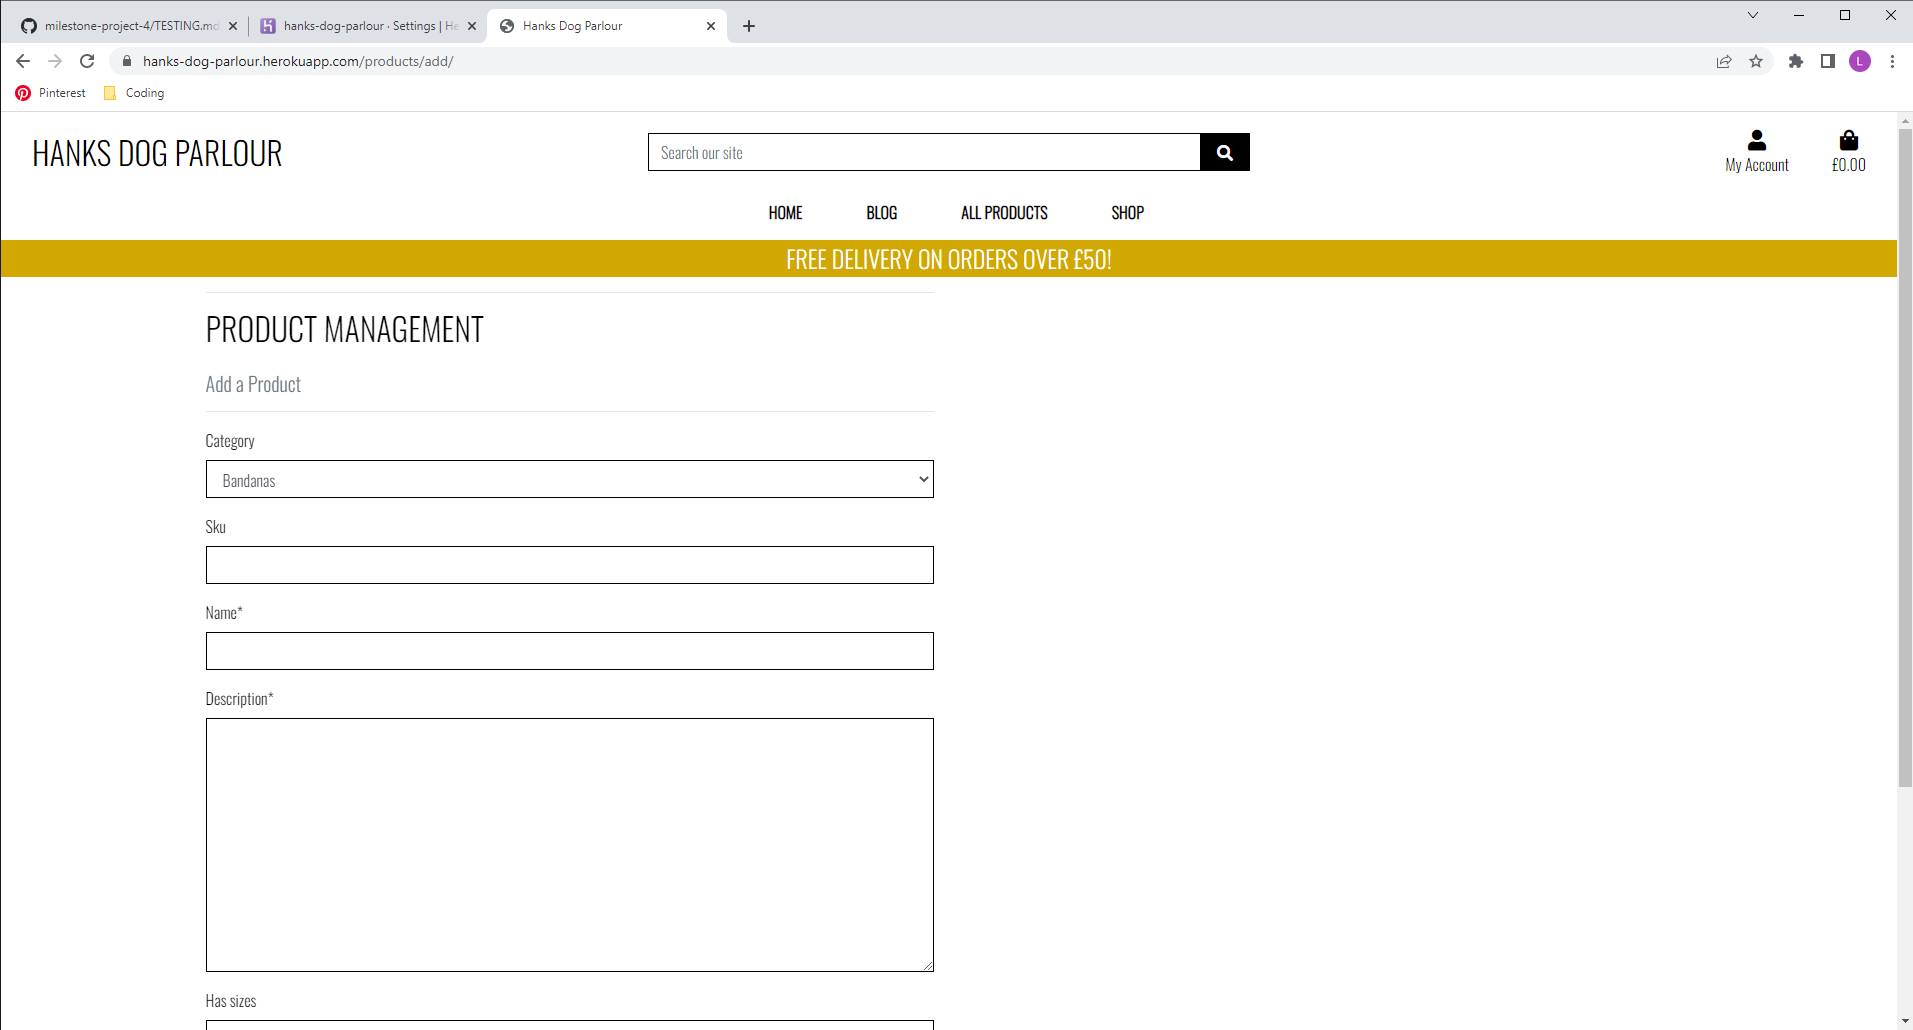 milestone-project-4/TESTING.md
hanks-dog-parlour · Settings | He
Hanks Dog Parlour
hanks-dog-parlour.herokuapp.com/products/add/
L
Pinterest
Coding
HANKS DOG PARLOUR
Search our site
My Account
£0.00
HOME
BLOG
ALL PRODUCTS
SHOP
FREE DELIVERY ON ORDERS OVER £50!
PRODUCT MANAGEMENT
Add a Product
Category
Bandanas
Sku
Name*
Description*
Has sizes